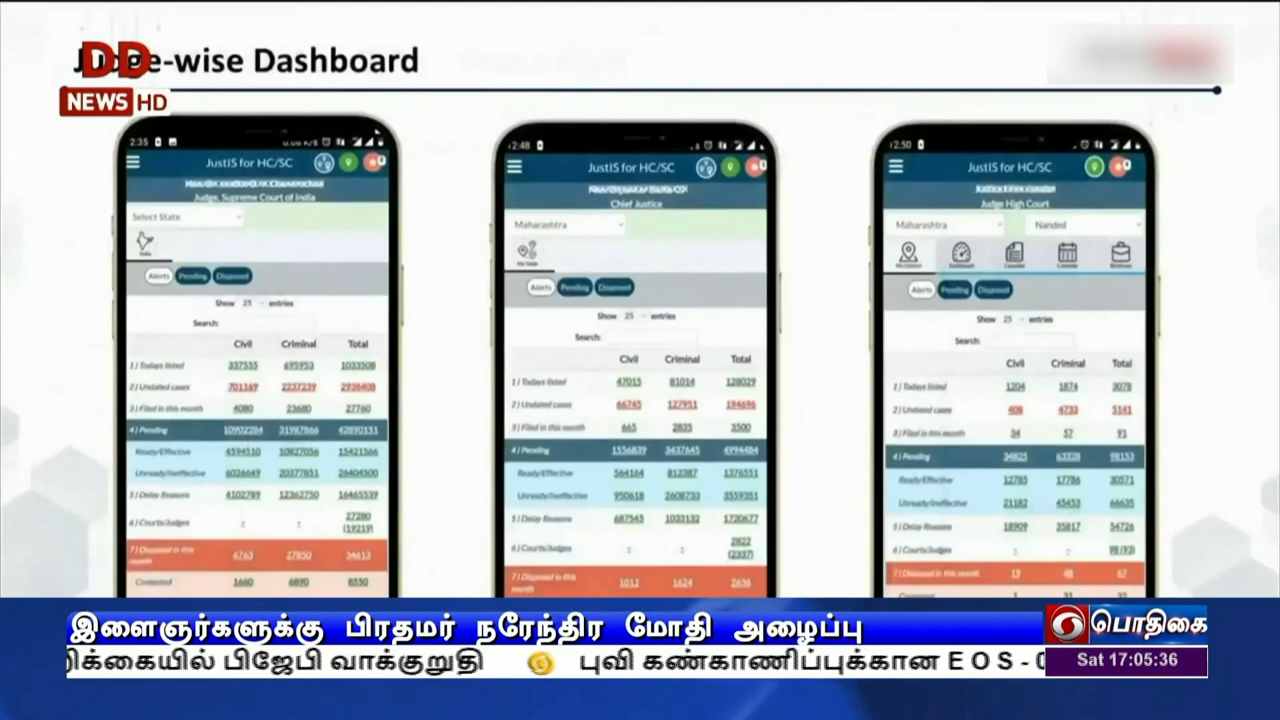 Judge-wise Dashboard
DD
NEWS HD
2:35
JustIS for HC/SC
Judge, Supreme Court of India
Select State
India
Alerts Pending Disposed
Show 25 entries
Search:
Civil Criminal Total
1) Todays listed 337555 695953 1033508
2) Undated cases 701169 2237239 2938408
3) Filed in this month 4080 23680 27760
4) Pending 10902284 31987866 42890151
Ready/Effective 4594510 10827056 15421566
Unready/Ineffective 6026649 20377851 26404500
5) Delay Reasons 4102789 12362750 16465539
6) Courts/Judges - - 27280
(19219)
7) Disposed in this
month 6763 27850 34613
Contested 1660 6890 8550
12:48
JustIS for HC/SC
Chief Justice
Maharashtra
My State
Alerts Pending Disposed
Show 25 entries
Search:
Civil Criminal Total
1) Todays listed 47015 81014 128029
2) Undated cases 66745 127951 194696
3) Filed in this month 665 2835 3500
4) Pending 1556839 3437645 4994484
Ready/Effective 564164 812387 1376551
Unready/Ineffective 950618 2608733 3559351
5) Delay Reasons 687545 1033132 1720677
6) Courts/Judges - - 2822
(2337)
7) Disposed in this
month 1012 1624 2636
12:50
JustIS for HC/SC
Judge High Court
Maharashtra Nanded
Alerts Pending Disposed
Show 25 entries
Search:
Civil Criminal Total
1) Todays listed 1204 1874 3078
2) Undated cases 408 4733 5141
3) Filed in this month 34 57 91
4) Pending 34825 63328 98153
Ready/Effective 12785 17786 30571
Unready/Ineffective 21182 45453 66635
5) Delay Reasons 18909 35817 54726
6) Courts/Judges - - 98 (93)
7) Disposed in this month 19 48 67
இளைஞர்களுக்கு பிரதமர் நரேந்திர மோதி அழைப்பு
பொதிகை
றிக்கையில் பிஜேபி வாக்குறுதி புவி கண்காணிப்புக்கான EOS - 0
Sat 17:05:36